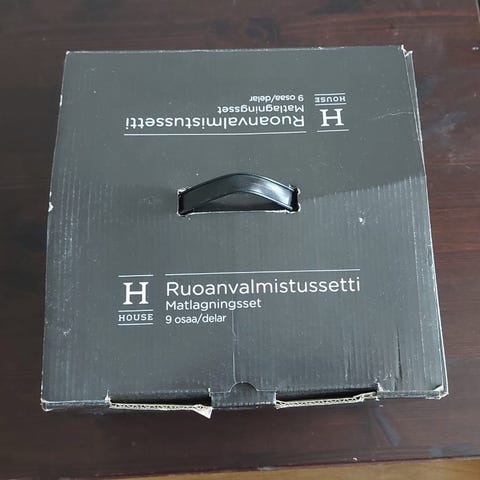 Ruoanvalmistussetti
Matlagningsset
9 osaa/delar
H
HOUSE
H
HOUSE
Ruoanvalmistussetti
Matlagningsset
9 osaa/delar